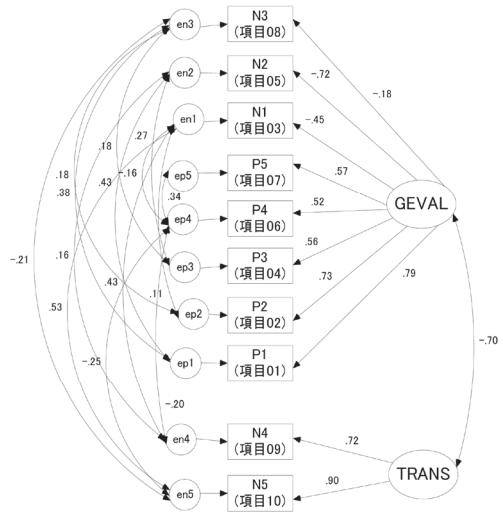 en3
N3
(項目08)
en2
N2
(項目05)
-.72
-.18
en1
N1
(項目03)
-.45
.27
.18
ep5
P5
(項目07)
.57
.18
.43
-.16
.34
.38
ep4
P4
(項目06)
.52
GEVAL
ep3
P3
(項目04)
.56
.16
-.21
.43
.11
.73
.79
.53
ep2
P2
(項目02)
-.25
ep1
P1
(項目01)
-.70
-.20
en4
N4
(項目09)
.72
TRANS
.90
en5
N5
(項目10)